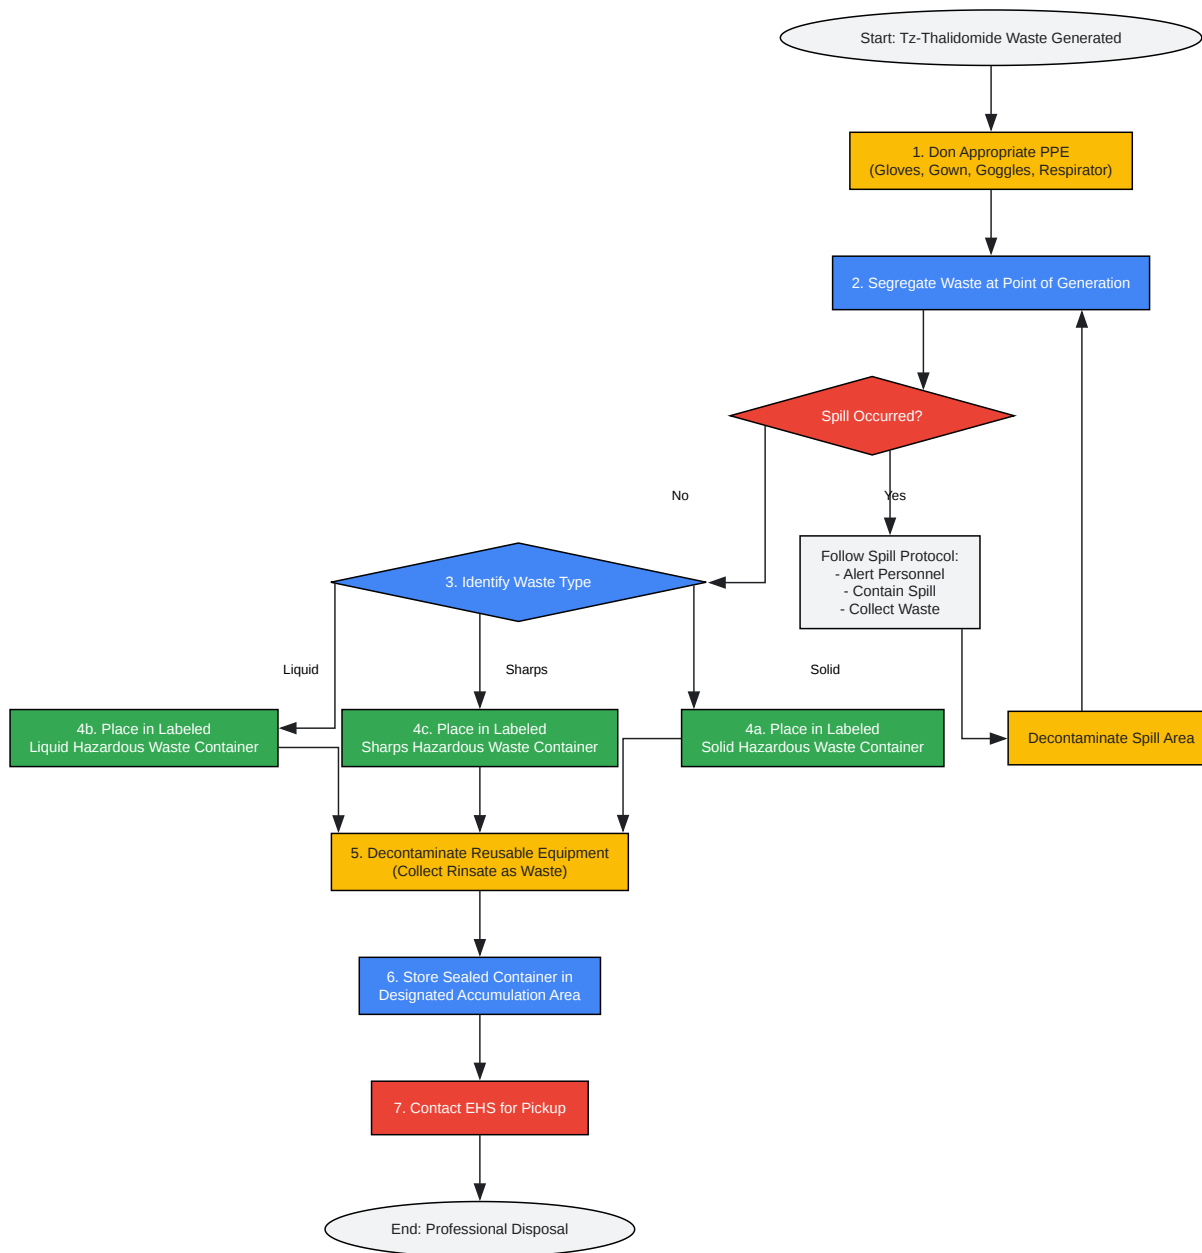 Start: Tz-Thalidomide Waste Generated
1. Don Appropriate PPE
(Gloves, Gown, Goggles, Respirator)
2. Segregate Waste at Point of Generation
Spill Occurred?
No
Yes
Follow Spill Protocol:
- Alert Personnel
- Contain Spill
- Collect Waste
3. Identify Waste Type
Liquid
Sharps
Solid
4b. Place in Labeled
Liquid Hazardous Waste Container
4c. Place in Labeled
Sharps Hazardous Waste Container
4a. Place in Labeled
Solid Hazardous Waste Container
Decontaminate Spill Area
5. Decontaminate Reusable Equipment
(Collect Rinsate as Waste)
6. Store Sealed Container in
Designated Accumulation Area
7. Contact EHS for Pickup
End: Professional Disposal